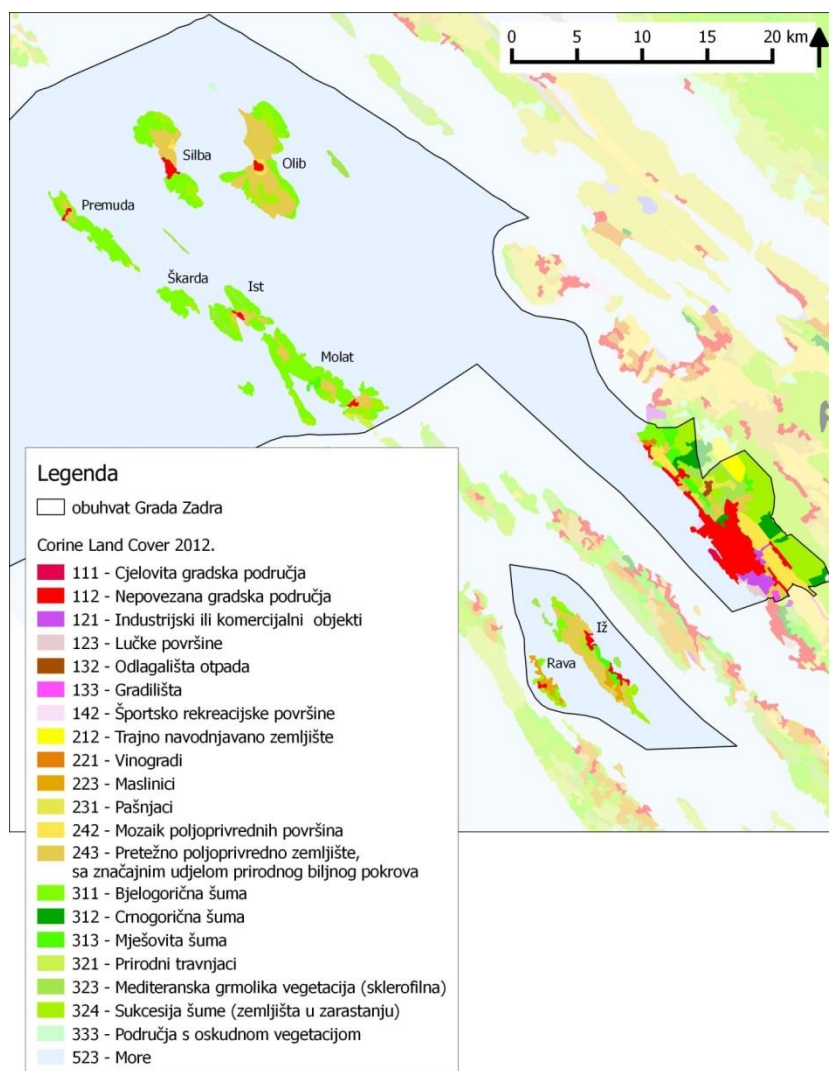 0 5 10 15 20 km
Silba
Olib
Premuda
Škarda
Ist
Molat
Iž
Rava
Legenda
obuhvat Grada Zadra
Corine Land Cover 2012.
111 - Cjelovita gradska područja
112 - Nepovezana gradska područja
121 - Industrijski ili komercijalni objekti
123 - Lučke površine
132 - Odlagališta otpada
133 - Gradilišta
142 - Športsko rekreacijske površine
212 - Trajno navodnjavano zemljište
221 - Vinogradi
223 - Maslinici
231 - Pašnjaci
242 - Mozaik poljoprivrednih površina
243 - Pretežno poljoprivredno zemljište,
sa značajnim udjelom prirodnog biljnog pokrova
311 - Bjelogorična šuma
312 - Crnogorična šuma
313 - Mješovita šuma
321 - Prirodni travnjaci
323 - Mediteranska grmolika vegetacija (sklerofilna)
324 - Sukcesija šume (zemljišta u zarastanju)
333 - Područja s oskudnom vegetacijom
523 - More